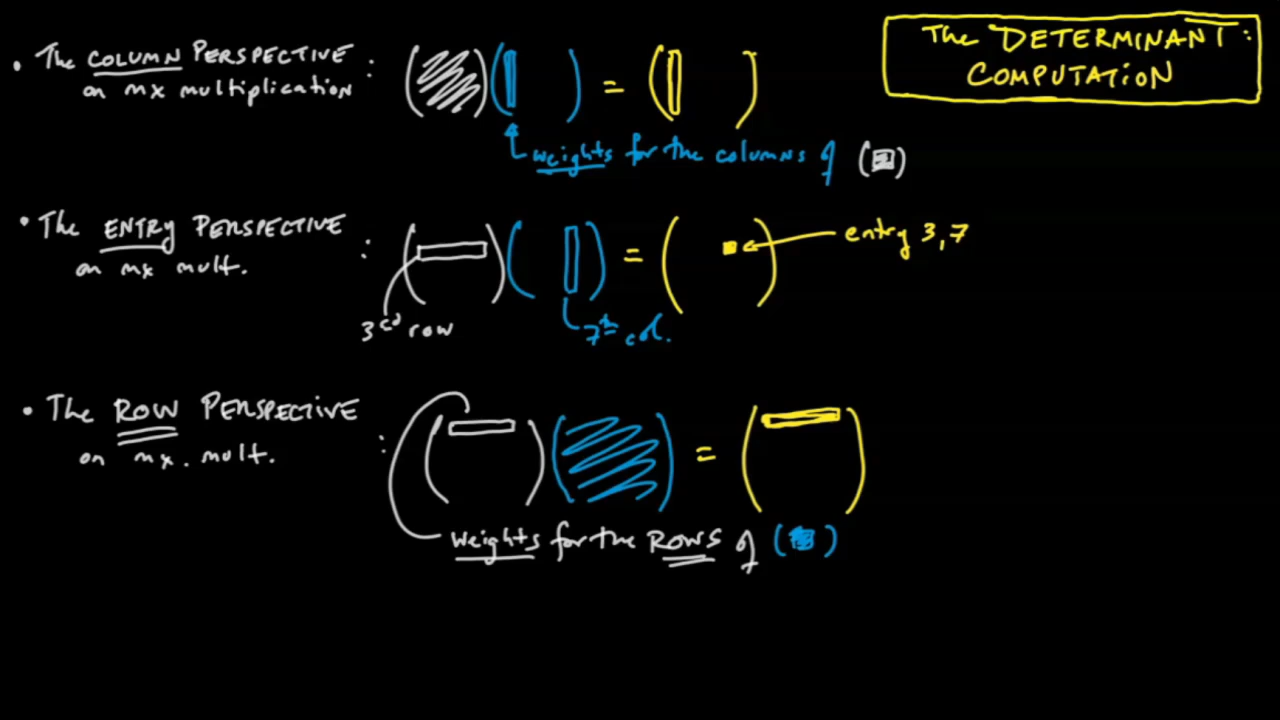 The DETERMINANT:
COMPUTATION
• The COLUMN PERSPECTIVE :
on mx multiplication
( ) ( ) = ( )
weights for the columns of ( )
• The ENTRY PERSPECTIVE :
on mx mult.
( ) ( ) = ( )
entry 3,7
3rd row
7th col.
• The ROW PERSPECTIVE :
on mx. mult.
( ) ( ) = ( )
weights for the ROWS of ( )